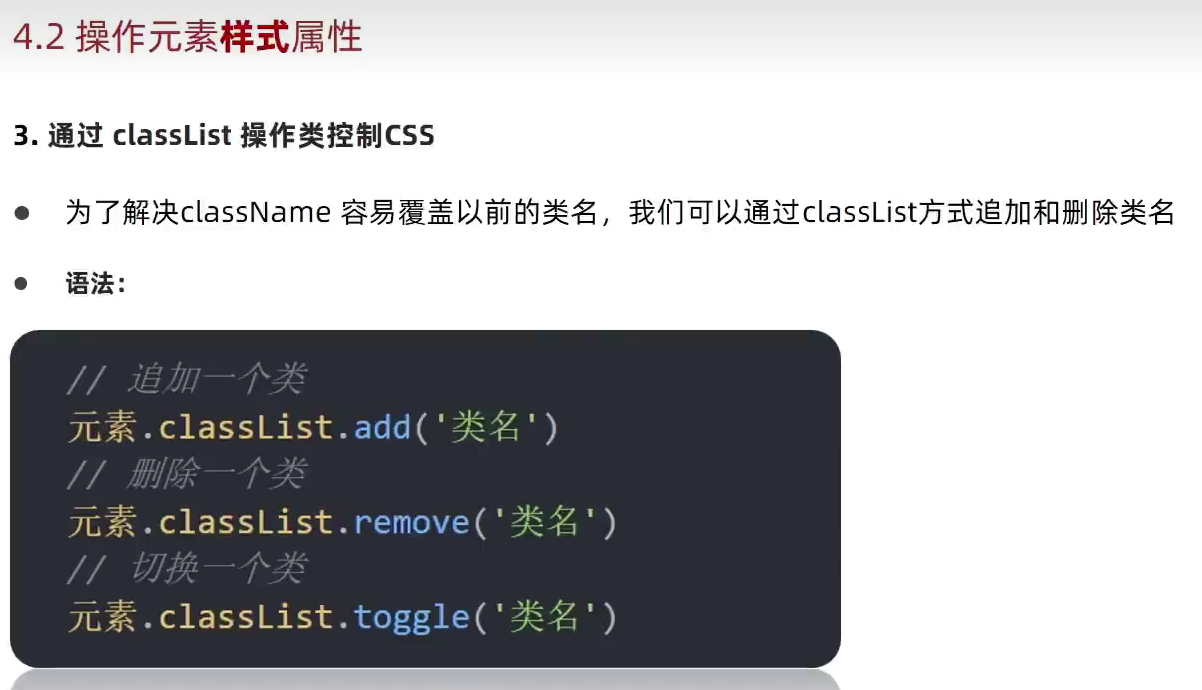 4.2 操作元素样式属性
3. 通过 classList 操作类控制CSS
● 为了解决className 容易覆盖以前的类名，我们可以通过classList方式追加和删除类名
● 语法：
// 追加一个类
元素.classList.add('类名')
// 删除一个类
元素.classList.remove('类名')
// 切换一个类
元素.classList.toggle('类名')